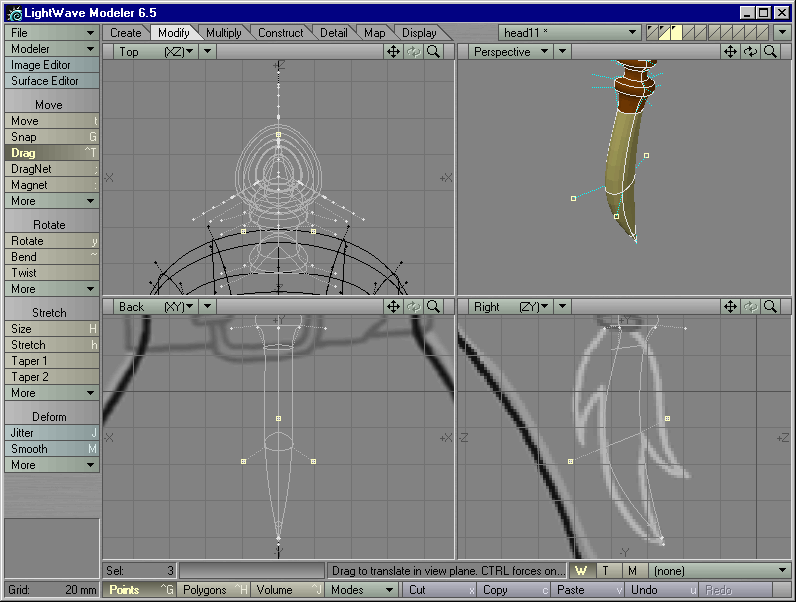 LightWave Modeler 6.5
File Create Modify Multiply Construct Detail Map Display head11 *
Modeler Top (XZ) Perspective
Image Editor
Surface Editor
Move
Move t
Snap G
Drag ^T
DragNet ;
Magnet :
More
Rotate
Rotate y
Bend ~
Twist
More
Stretch
Size H
Stretch h
Taper 1
Taper 2
More
Deform
Jitter J
Smooth M
More
+Z
-X +X
-Z
Back (XY) Right (ZY)
+Y +Y
-X +X -Z +Z
-Y -Y
Sel: 3 Drag to translate in view plane. CTRL forces on... W T M (none)
Grid: 20 mm Points ^G Polygons ^H Volume ^J Modes Cut x Copy c Paste v Undo u Redo